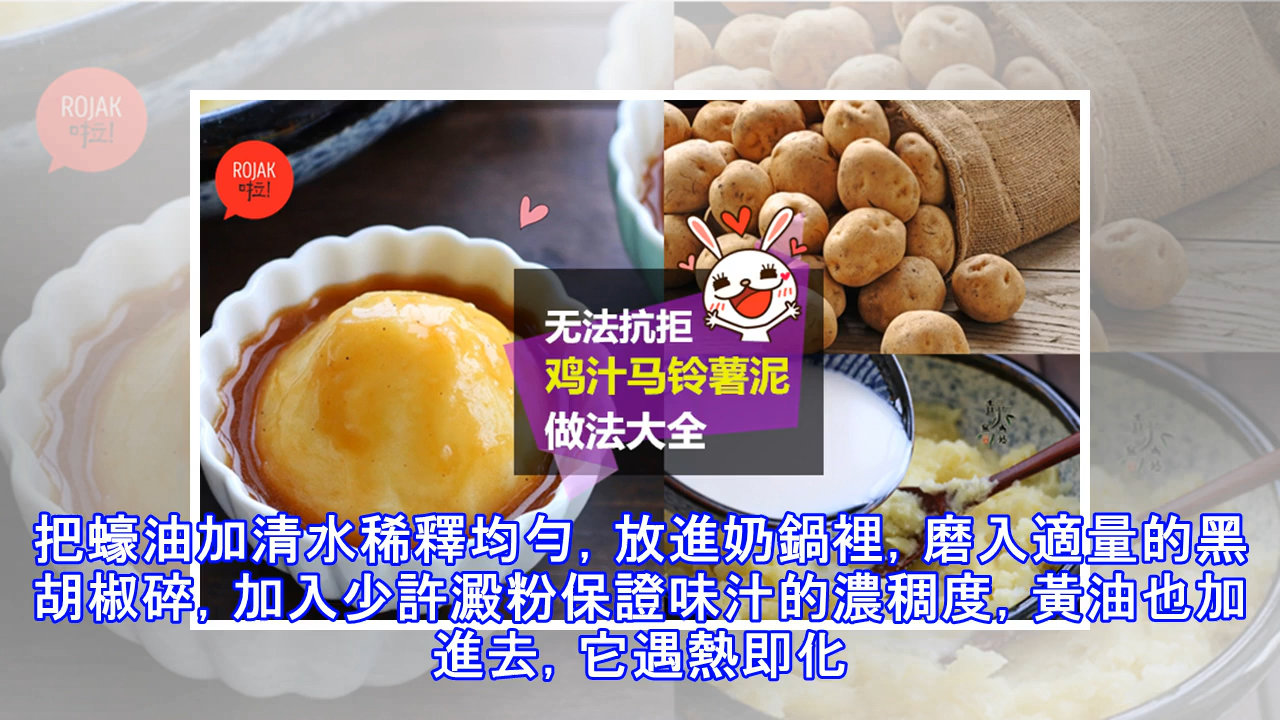 ROJAK
啦!
ROJAK
啦!
无法抗拒
鸡汁马铃薯泥
做法大全
把蠔油加清水稀釋均勻, 放進奶鍋裡, 磨入適量的黑
胡椒碎, 加入少許澱粉保證味汁的濃稠度, 黃油也加
進去, 它遇熱即化